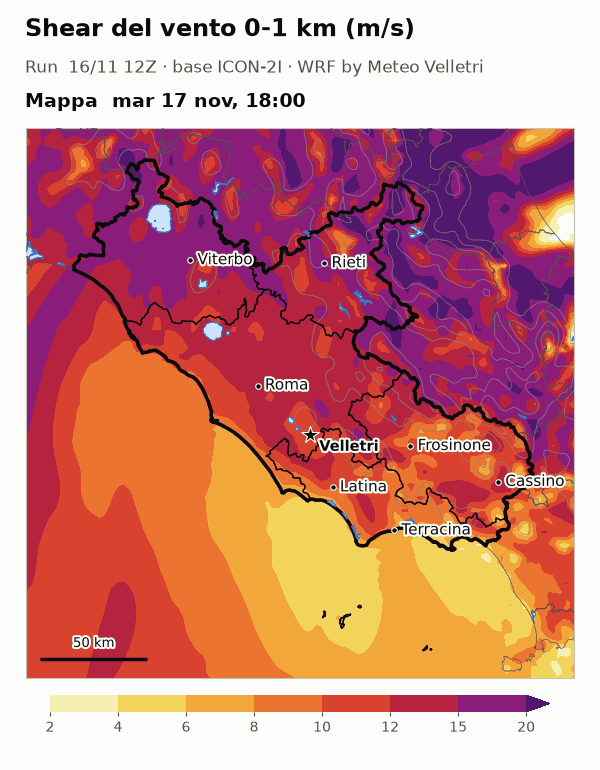 Shear del vento 0-1 km (m/s)
Run  16/11 12Z · base ICON-2I · WRF by Meteo Velletri
Mappa  mar 17 nov, 18:00
Viterbo
Rieti
Roma
Velletri
Frosinone
Cassino
Latina
Terracina
50 km
2 4 6 8 10 12 15 20